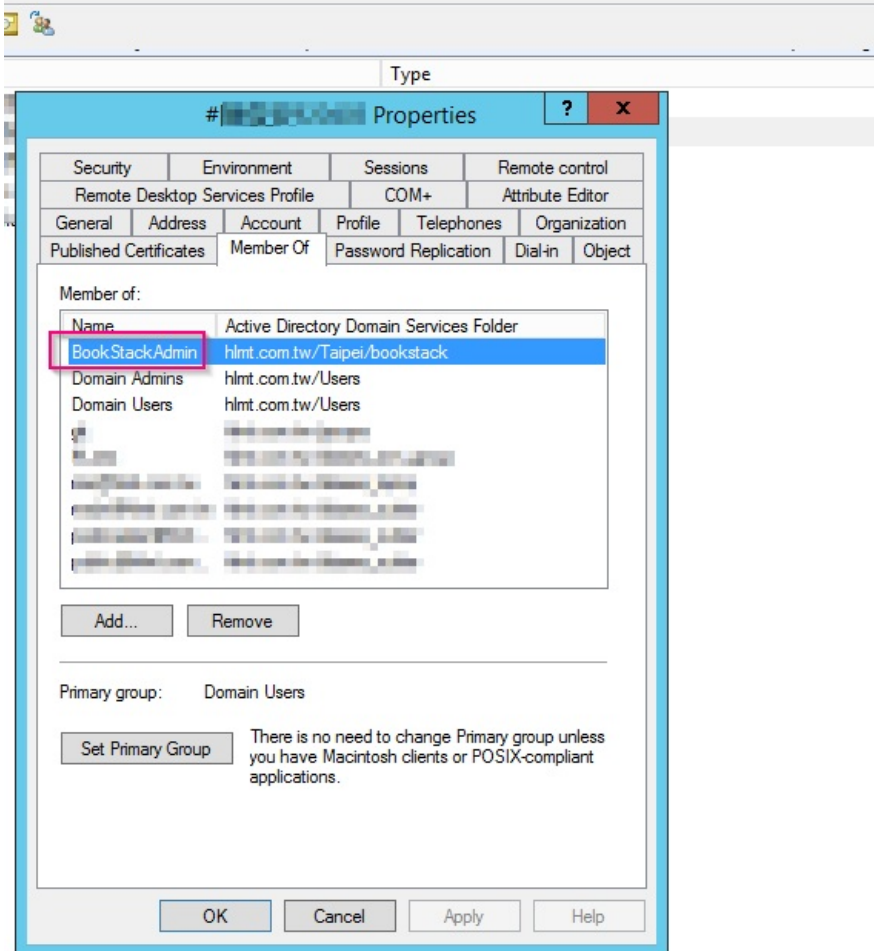 Type
# Properties
? x
Security Environment Sessions Remote control
Remote Desktop Services Profile COM+ Attribute Editor
General Address Account Profile Telephones Organization
Published Certificates Member Of Password Replication Dial-in Object
Member of:
Name Active Directory Domain Services Folder
BookStackAdmin hlmt.com.tw/Taipei/bookstack
Domain Admins hlmt.com.tw/Users
Domain Users hlmt.com.tw/Users
Add... Remove
Primary group: Domain Users
Set Primary Group
There is no need to change Primary group unless
you have Macintosh clients or POSIX-compliant
applications.
OK Cancel Apply Help